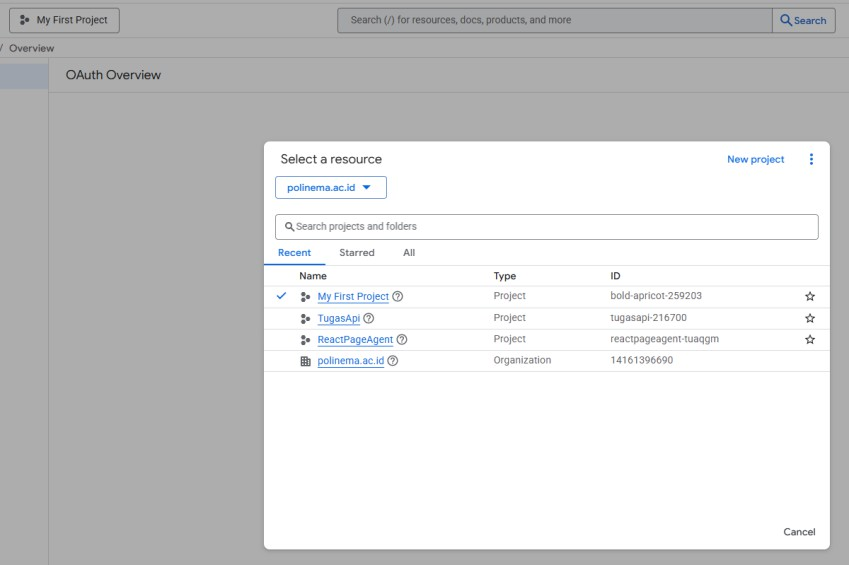 My First Project
Search (/) for resources, docs, products, and more
Search
/ Overview
OAuth Overview
Select a resource
New project
polinema.ac.id
Search projects and folders
Recent Starred All
Name Type ID
My First Project Project bold-apricot-259203
TugasApi Project tugasapi-216700
ReactPageAgent Project reactpageagent-tuaqgm
polinema.ac.id Organization 14161396690
Cancel